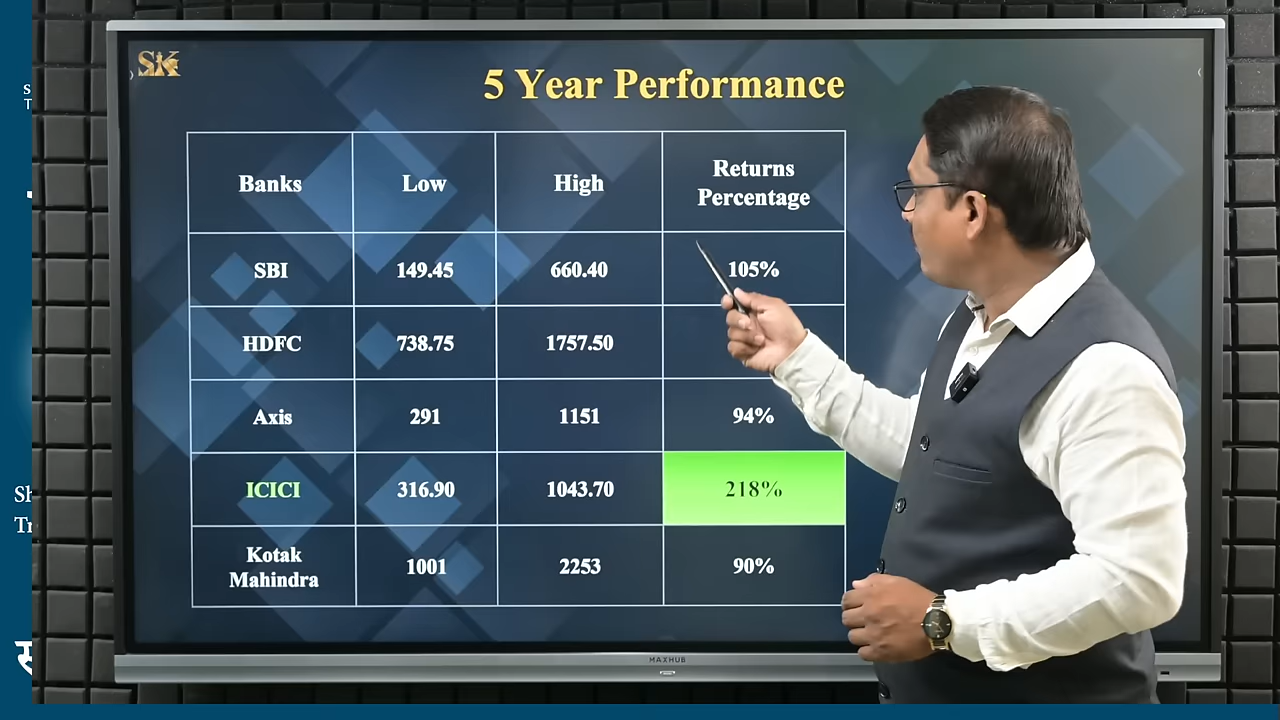 SK
5 Year Performance
Banks Low High Returns Percentage
SBI 149.45 660.40 105%
HDFC 738.75 1757.50
Axis 291 1151 94%
ICICI 316.90 1043.70 218%
Kotak Mahindra 1001 2253 90%
MAXHUB